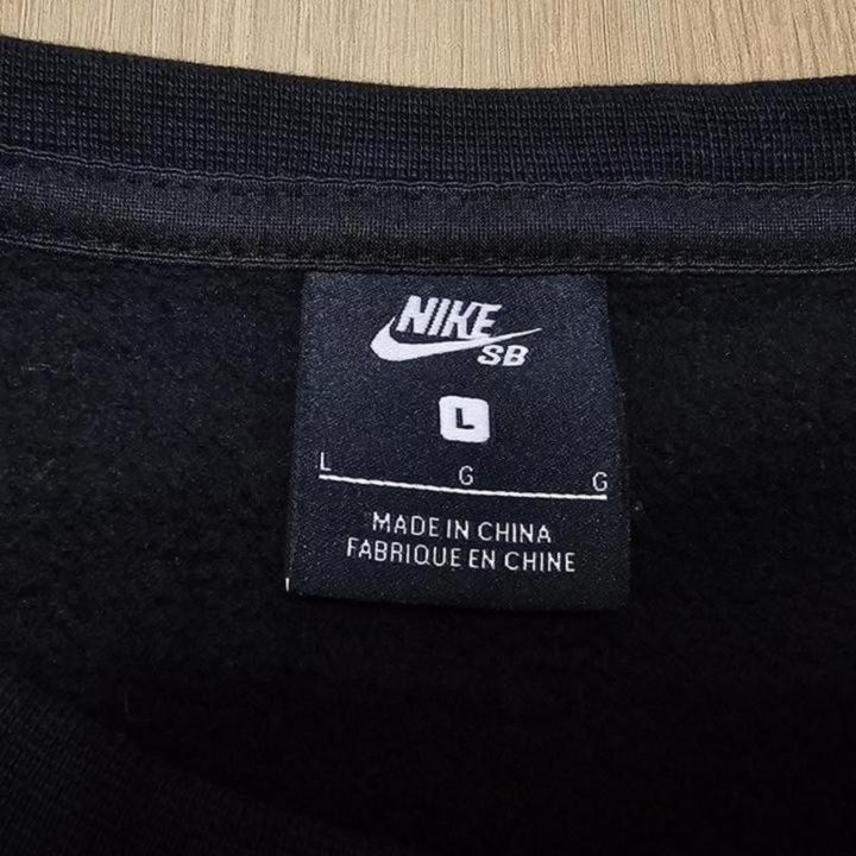 NIKE
SB
L
L G G
MADE IN CHINA
FABRIQUE EN CHINE